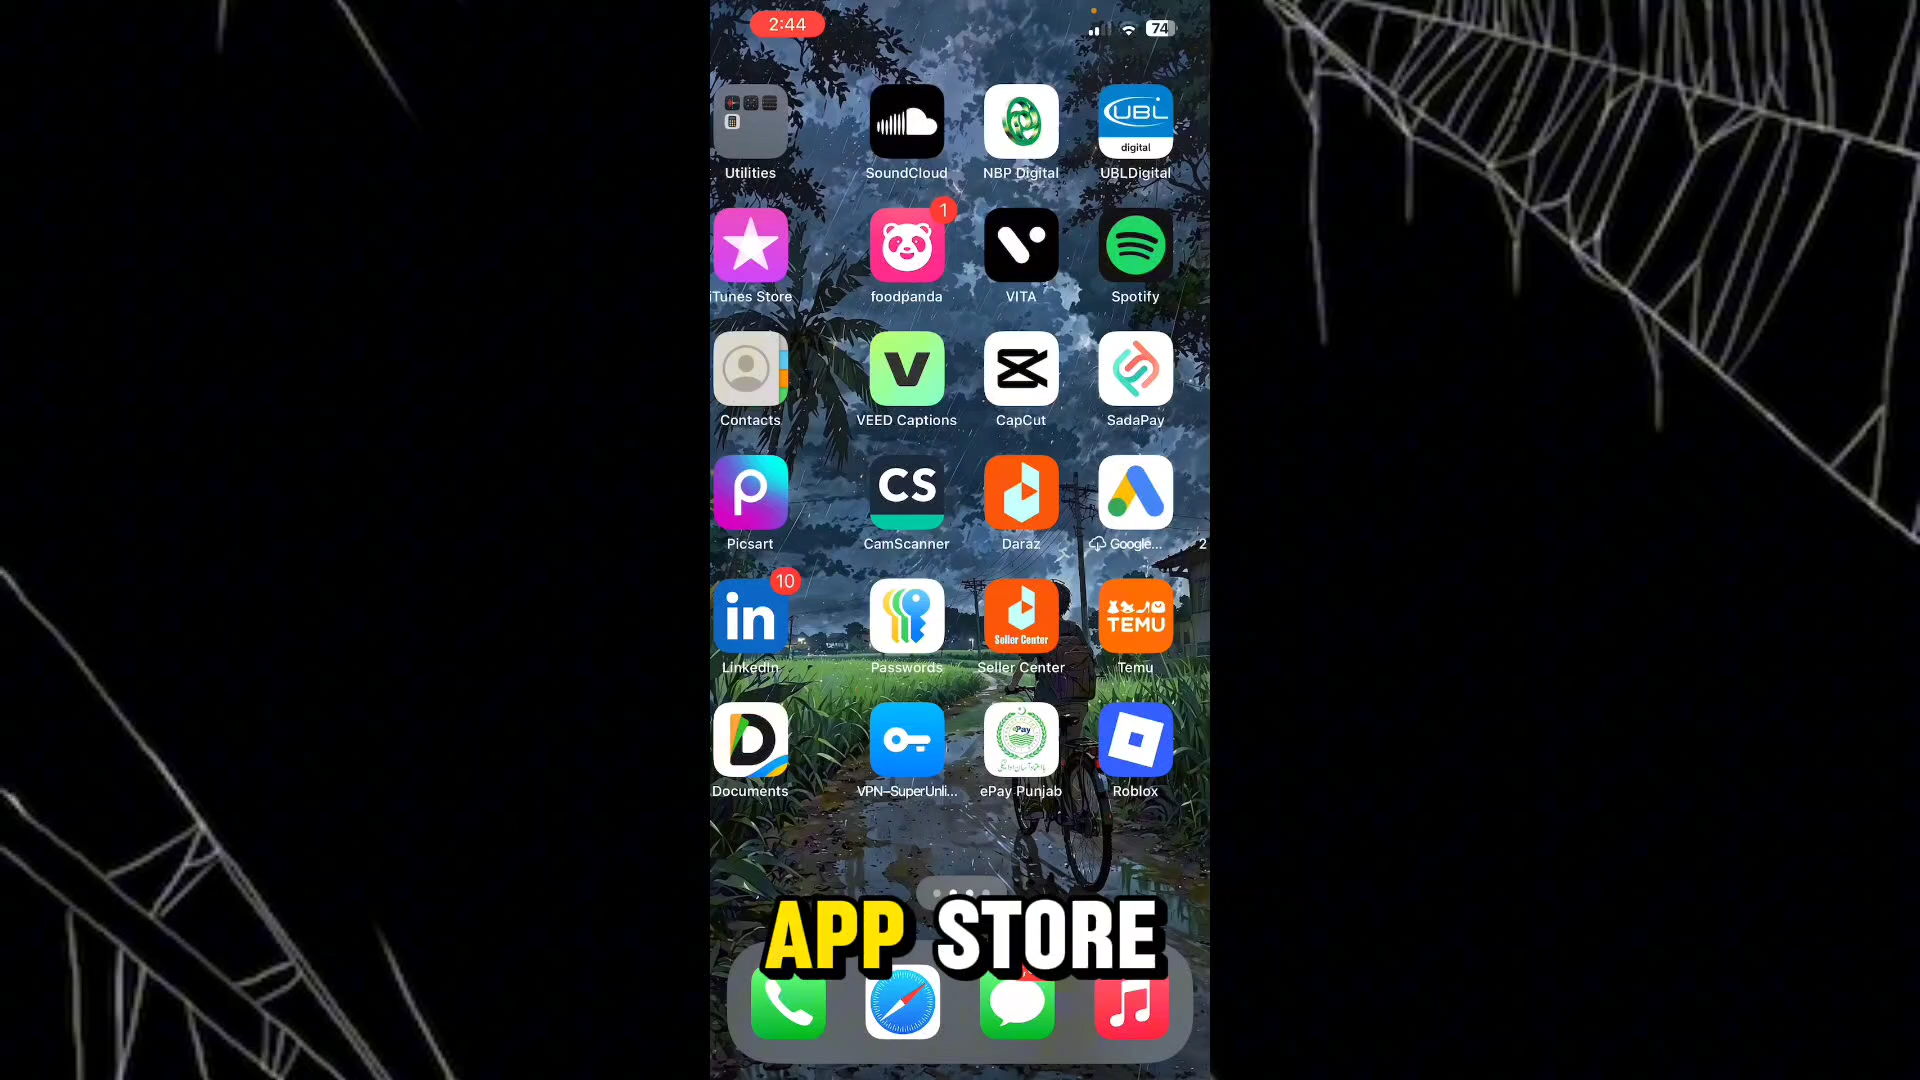 2:44
74
UBL
digital
Utilities
SoundCloud
NBP Digital
UBLDigital
1
iTunes Store
foodpanda
VITA
Spotify
V
Contacts
VEED Captions
CapCut
SadaPay
CS
Picsart
CamScanner
Daraz
Google...
2
10
in
Seller Center
TEMU
LinkedIn
Passwords
Seller Center
Temu
D
Pay
Documents
VPN–SuperUnli...
ePay Punjab
Roblox
APP STORE